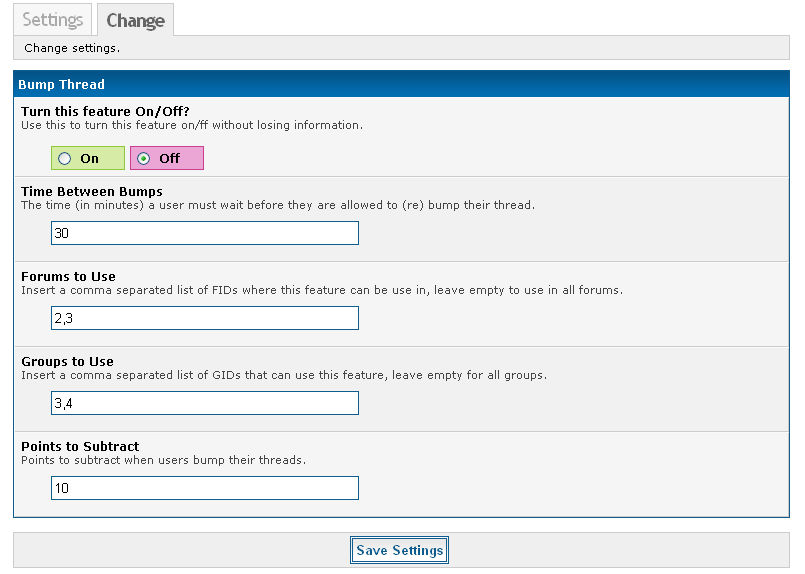 Settings Change
Change settings.
Bump Thread
Turn this feature On/Off?
Use this to turn this feature on/ff without losing information.
On Off
Time Between Bumps
The time (in minutes) a user must wait before they are allowed to (re) bump their thread.
30
Forums to Use
Insert a comma separated list of FIDs where this feature can be use in, leave empty to use in all forums.
2,3
Groups to Use
Insert a comma separated list of GIDs that can use this feature, leave empty for all groups.
3,4
Points to Subtract
Points to subtract when users bump their threads.
10
Save Settings